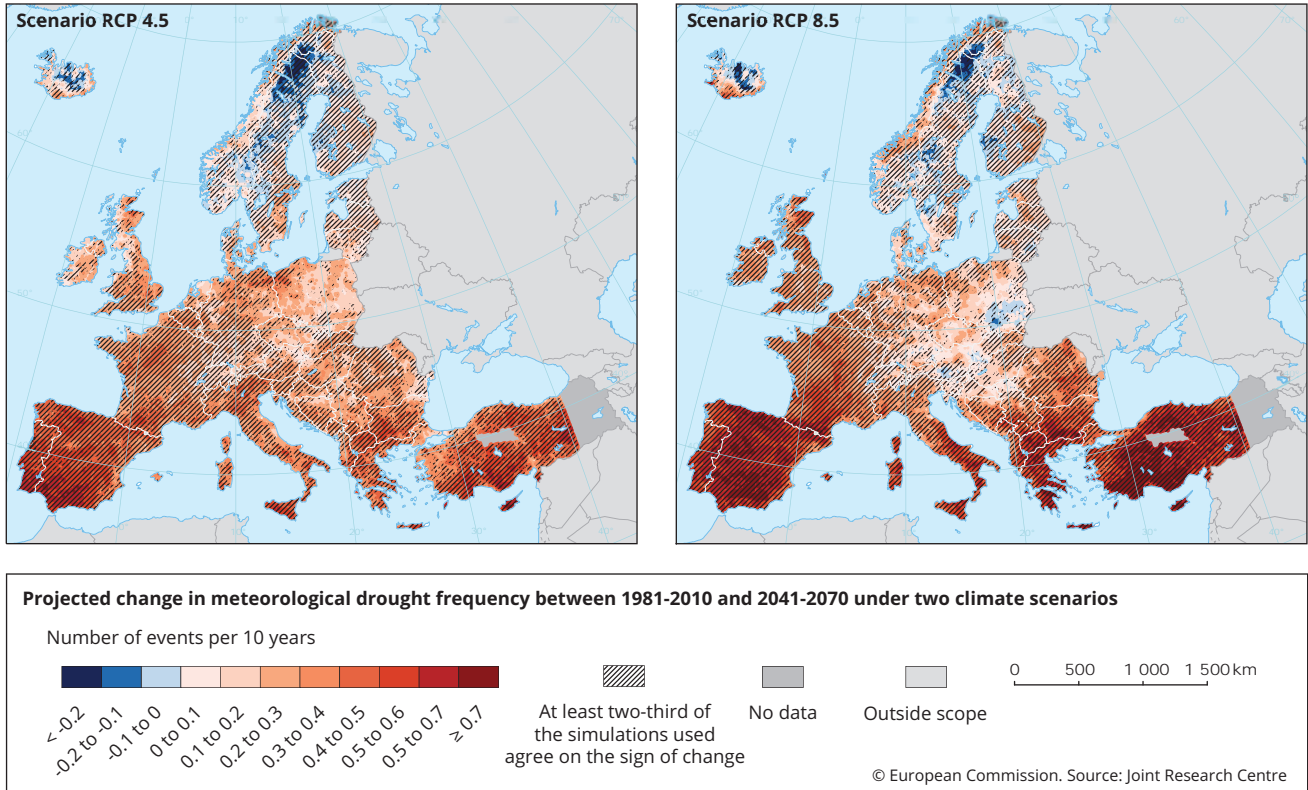 Scenario RCP 4.5
Scenario RCP 8.5
Projected change in meteorological drought frequency between 1981-2010 and 2041-2070 under two climate scenarios
Number of events per 10 years
< -0.2
-0.2 to -0.1
-0.1 to 0
0 to 0.1
0.1 to 0.2
0.2 to 0.3
0.3 to 0.4
0.4 to 0.5
0.5 to 0.6
0.5 to 0.7
≥ 0.7
At least two-third of
the simulations used
agree on the sign of change
No data
Outside scope
0 500 1 000 1 500 km
© European Commission. Source: Joint Research Centre